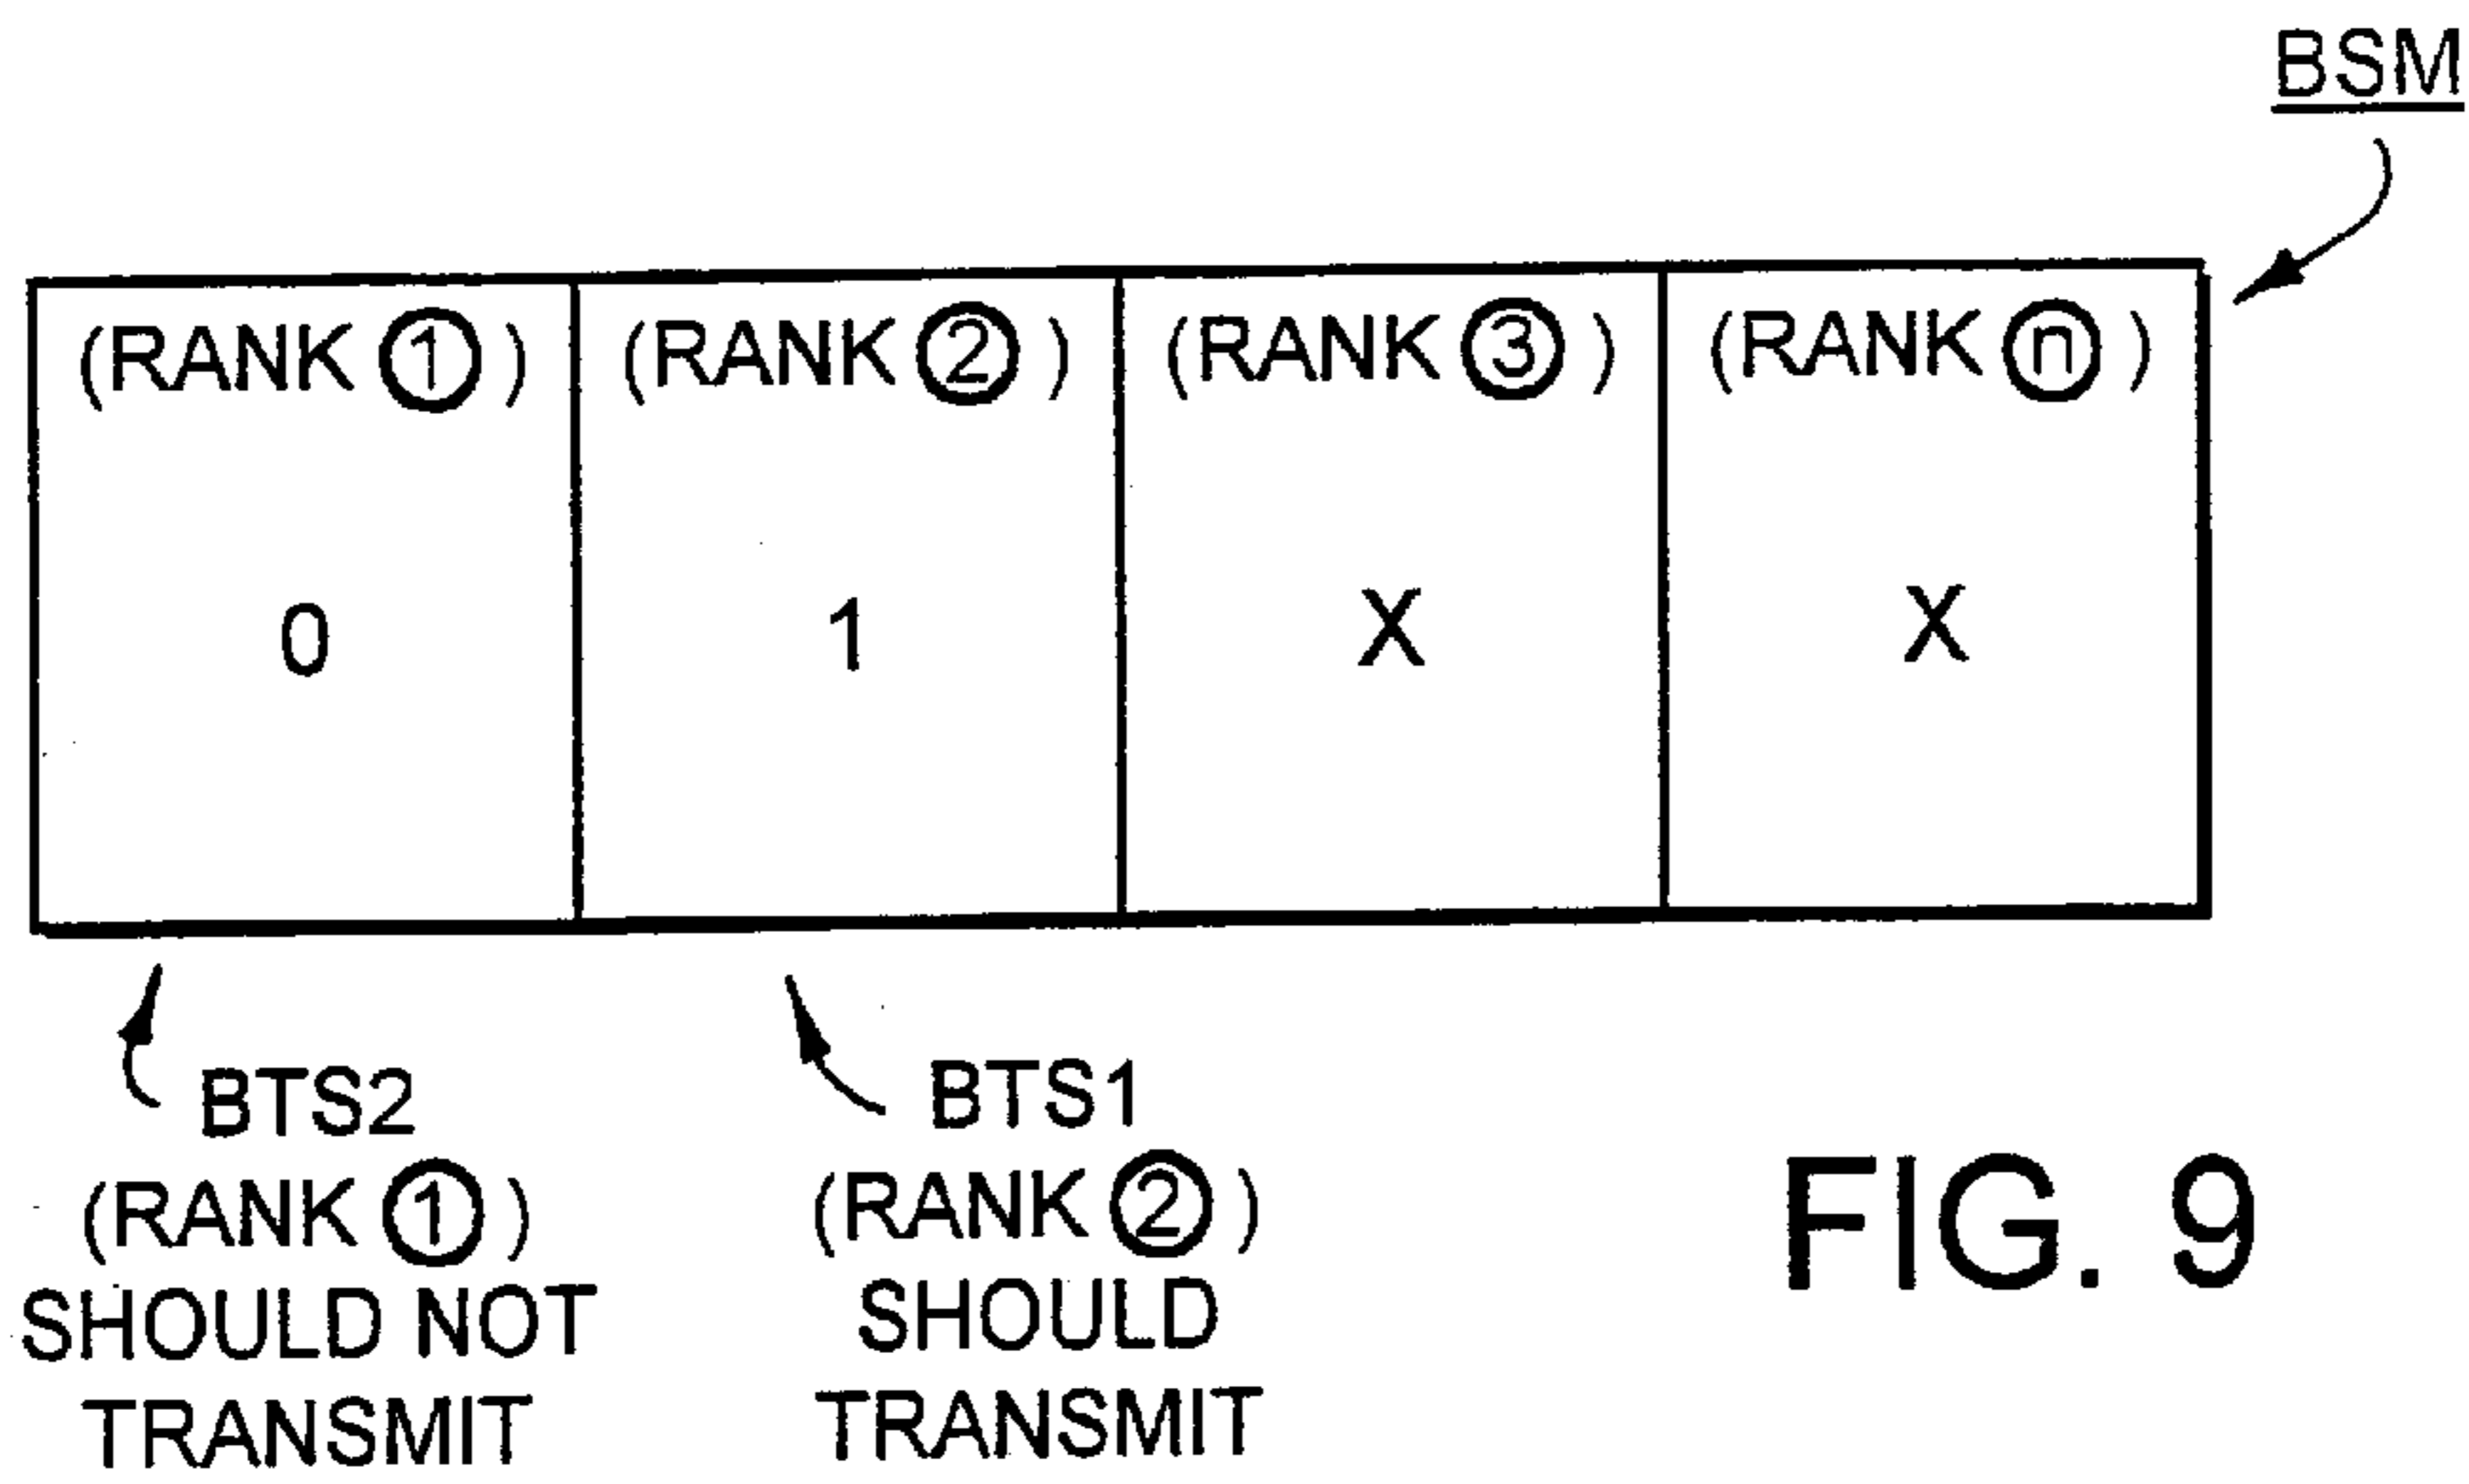 BSM
(RANK ①) (RANK ②) (RANK ③) (RANK ⓝ)
0 1 X X
BTS2
(RANK ①)
SHOULD NOT
TRANSMIT
BTS1
(RANK ②)
SHOULD
TRANSMIT
FIG. 9